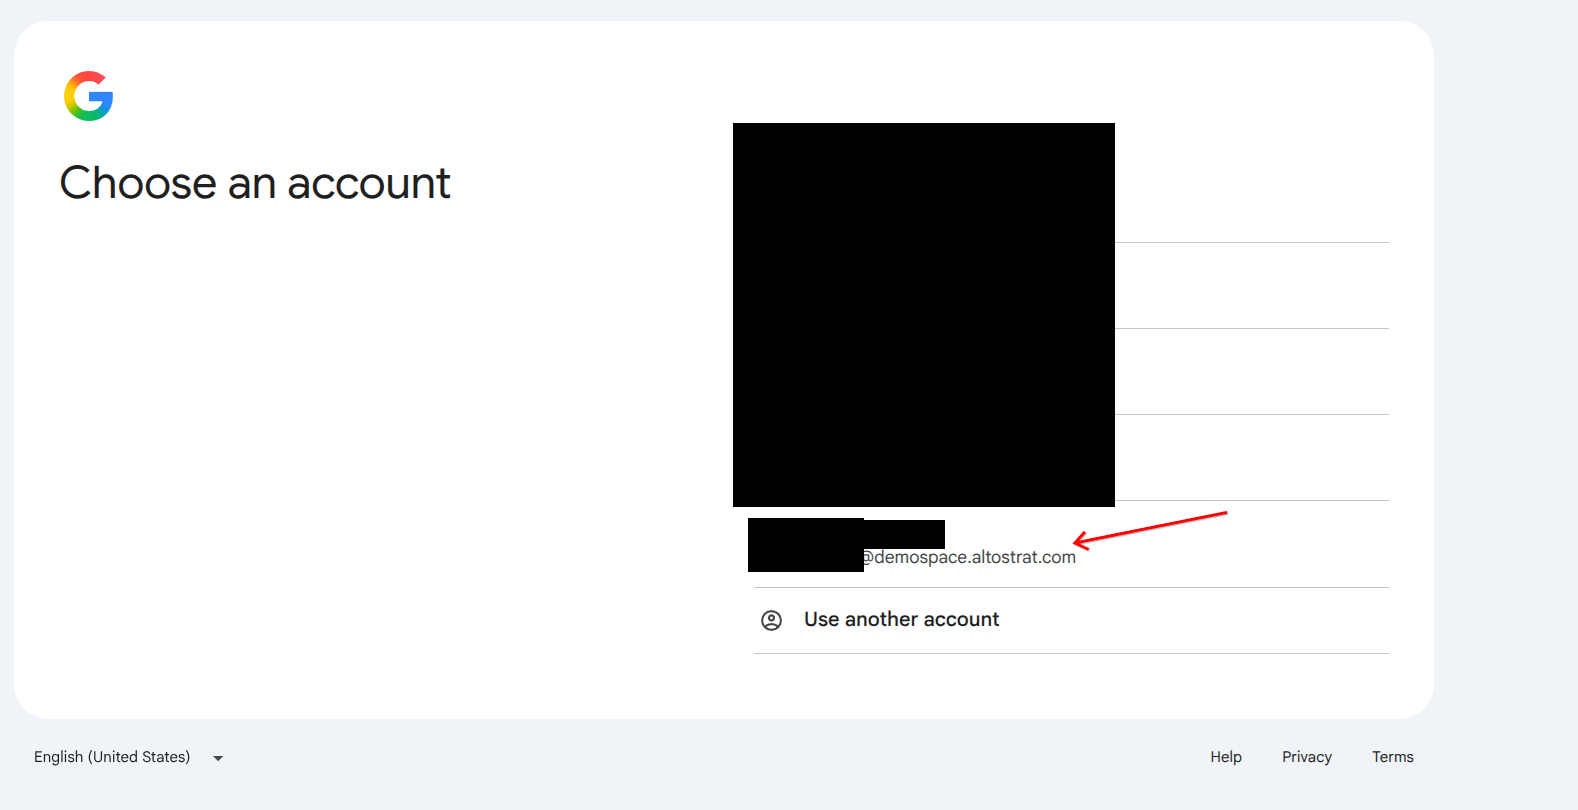 Choose an account
@demospace.altostrat.com
Use another account
English (United States)
Help Privacy Terms